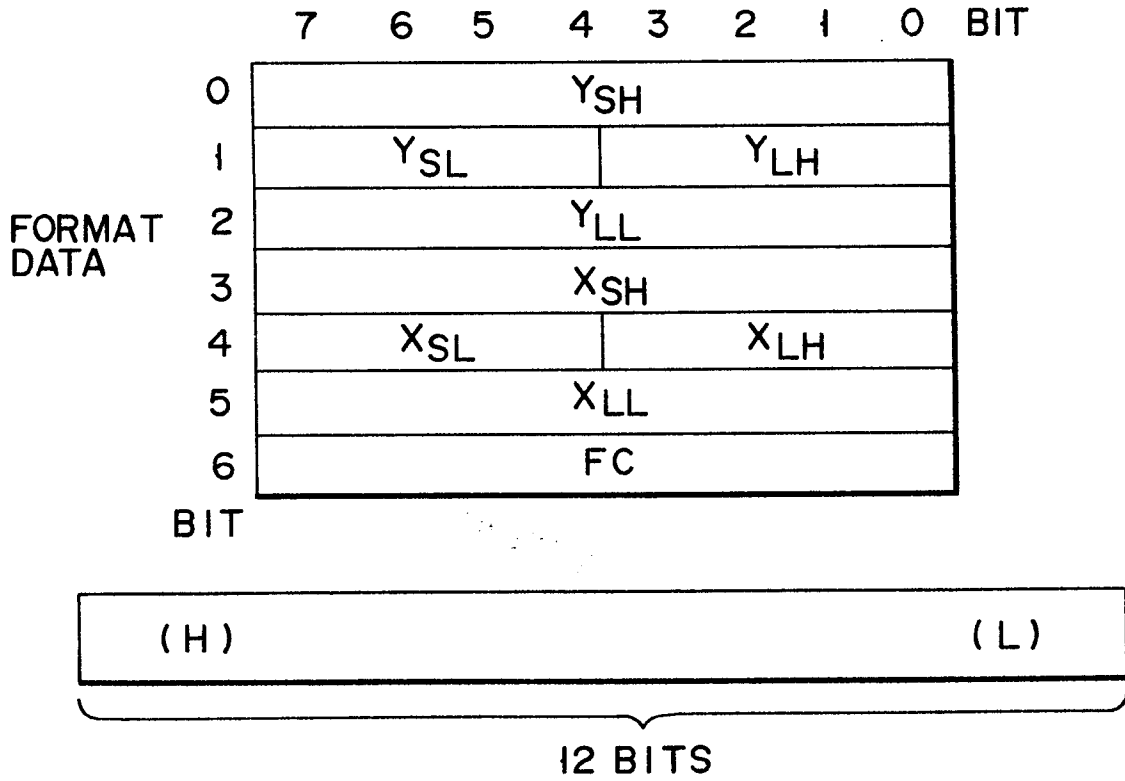 7 6 5 4 3 2 1 0 BIT
0 YSH
1 YSL YLH
FORMAT DATA
2 YLL
3 XSH
4 XSL XLH
5 XLL
6 FC
BIT
(H) (L)
12 BITS